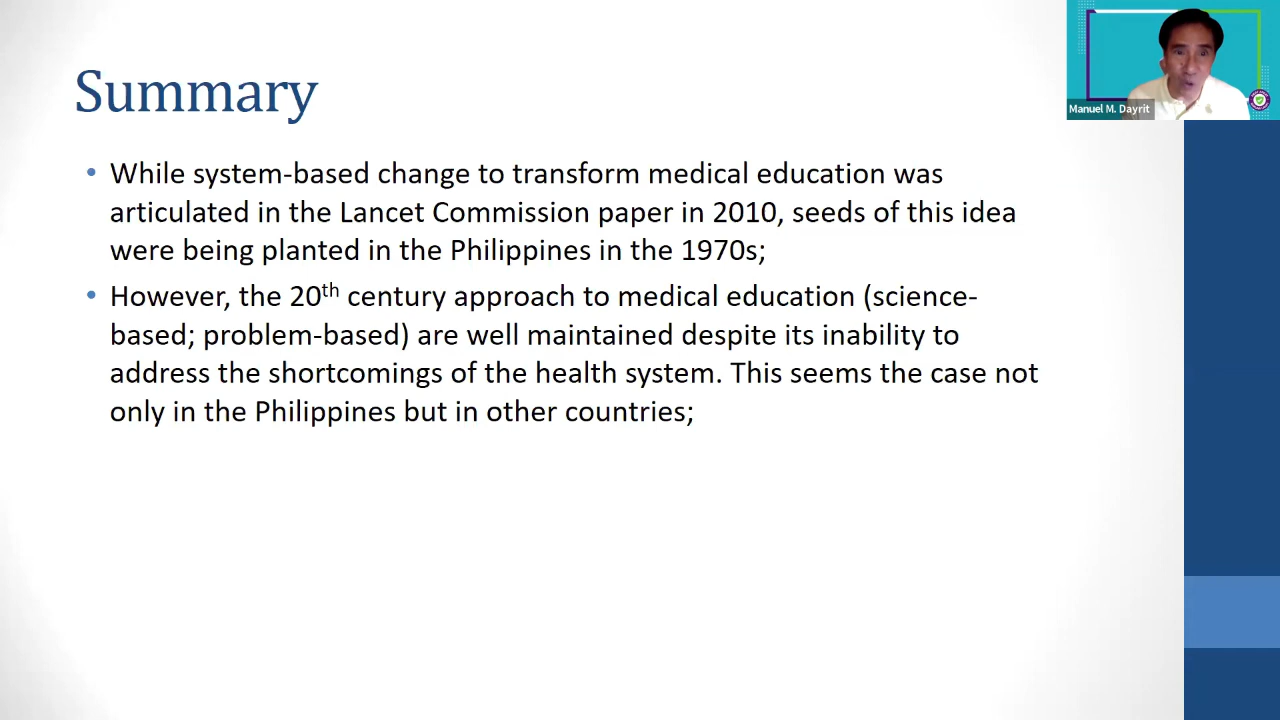 Summary
• While system-based change to transform medical education was
articulated in the Lancet Commission paper in 2010, seeds of this idea
were being planted in the Philippines in the 1970s;
• However, the 20th century approach to medical education (science-
based; problem-based) are well maintained despite its inability to
address the shortcomings of the health system. This seems the case not
only in the Philippines but in other countries;
Manuel M. Dayrit